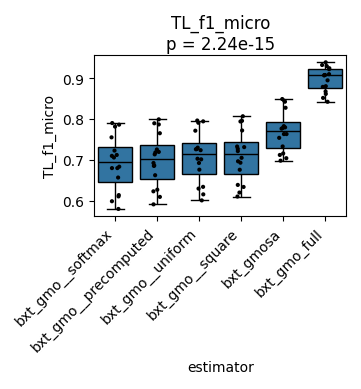 TL_f1_micro
p = 2.24e-15
TL_f1_micro
0.9
0.8
0.7
0.6
bxt_gmo__softmax
bxt_gmo__precomputed
bxt_gmo__uniform
bxt_gmo__square
bxt_gmosa
bxt_gmo_full
estimator